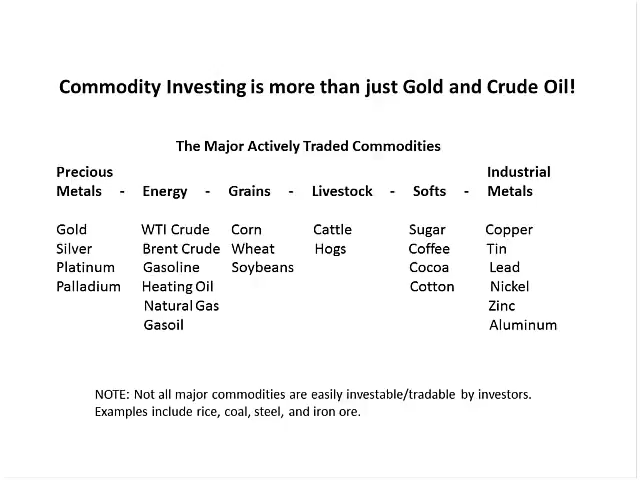 Commodity Investing is more than just Gold and Crude Oil!
The Major Actively Traded Commodities
Precious Industrial
Metals - Energy - Grains - Livestock - Softs - Metals
Gold WTI Crude Corn Cattle Sugar Copper
Silver Brent Crude Wheat Hogs Coffee Tin
Platinum Gasoline Soybeans Cocoa Lead
Palladium Heating Oil Cotton Nickel
Natural Gas Zinc
Gasoil Aluminum
NOTE: Not all major commodities are easily investable/tradable by investors.
Examples include rice, coal, steel, and iron ore.